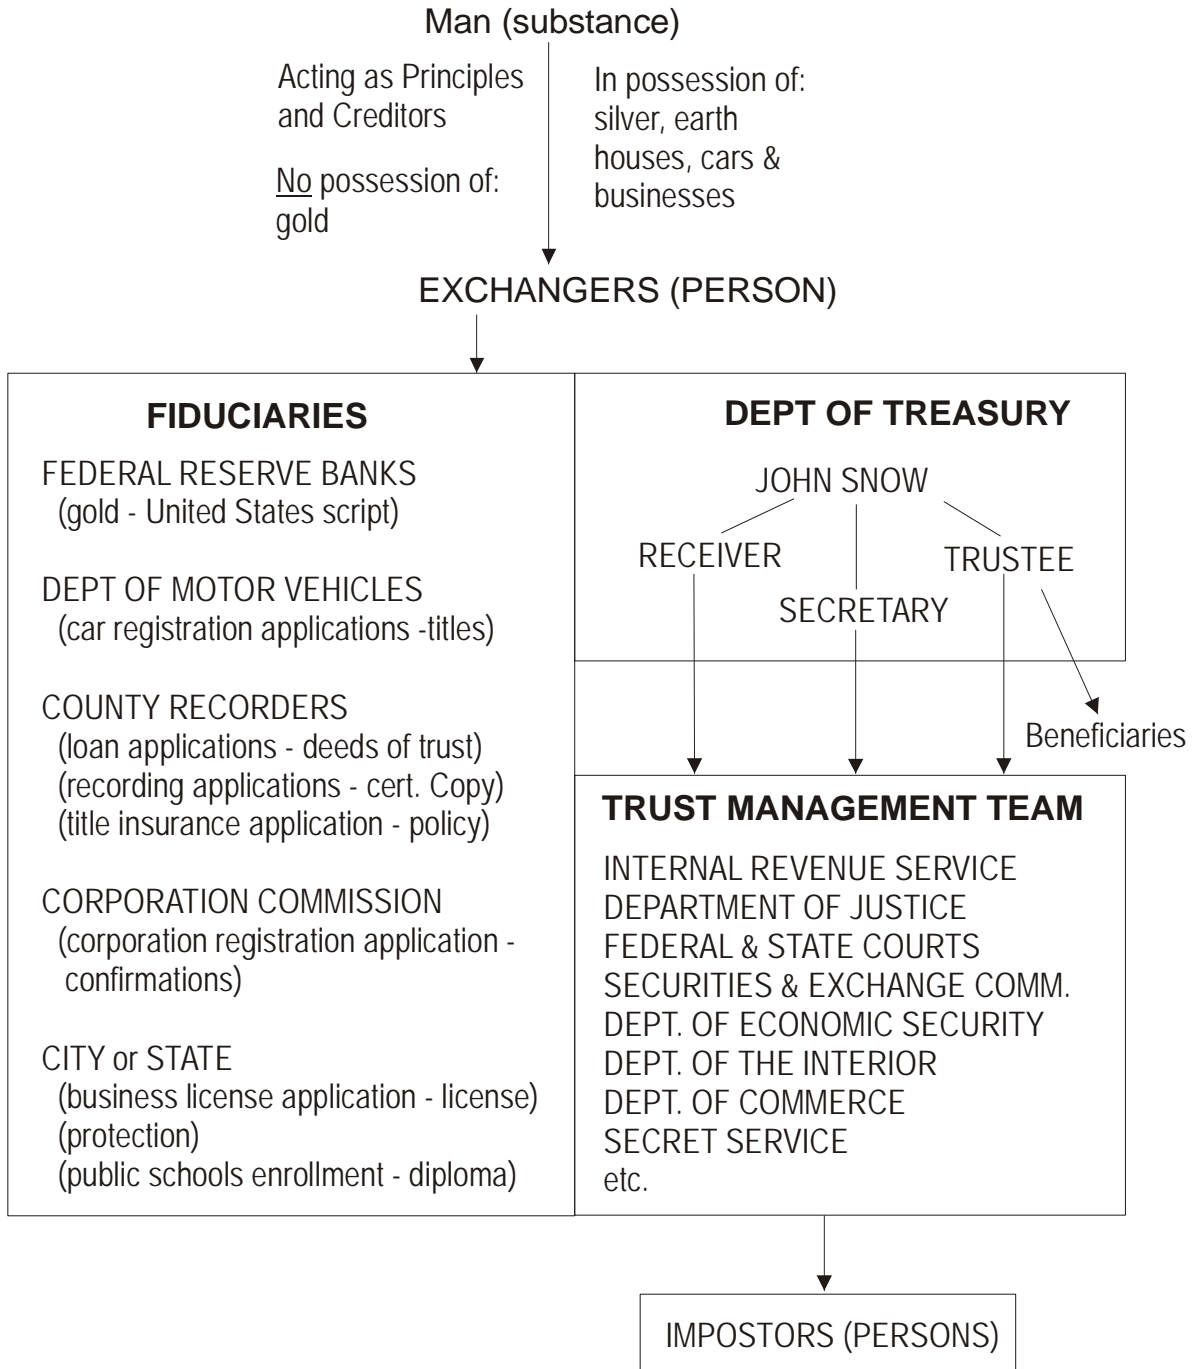 Man (substance)
Acting as Principles
and Creditors
No possession of:
gold
In possession of:
silver, earth
houses, cars &
businesses
EXCHANGERS (PERSON)
FIDUCIARIES
FEDERAL RESERVE BANKS
(gold - United States script)
DEPT OF MOTOR VEHICLES
(car registration applications -titles)
COUNTY RECORDERS
(loan applications - deeds of trust)
(recording applications - cert. Copy)
(title insurance application - policy)
CORPORATION COMMISSION
(corporation registration application -
confirmations)
CITY or STATE
(business license application - license)
(protection)
(public schools enrollment - diploma)
DEPT OF TREASURY
JOHN SNOW
RECEIVER
SECRETARY
TRUSTEE
Beneficiaries
TRUST MANAGEMENT TEAM
INTERNAL REVENUE SERVICE
DEPARTMENT OF JUSTICE
FEDERAL & STATE COURTS
SECURITIES & EXCHANGE COMM.
DEPT. OF ECONOMIC SECURITY
DEPT. OF THE INTERIOR
DEPT. OF COMMERCE
SECRET SERVICE
etc.
IMPOSTORS (PERSONS)